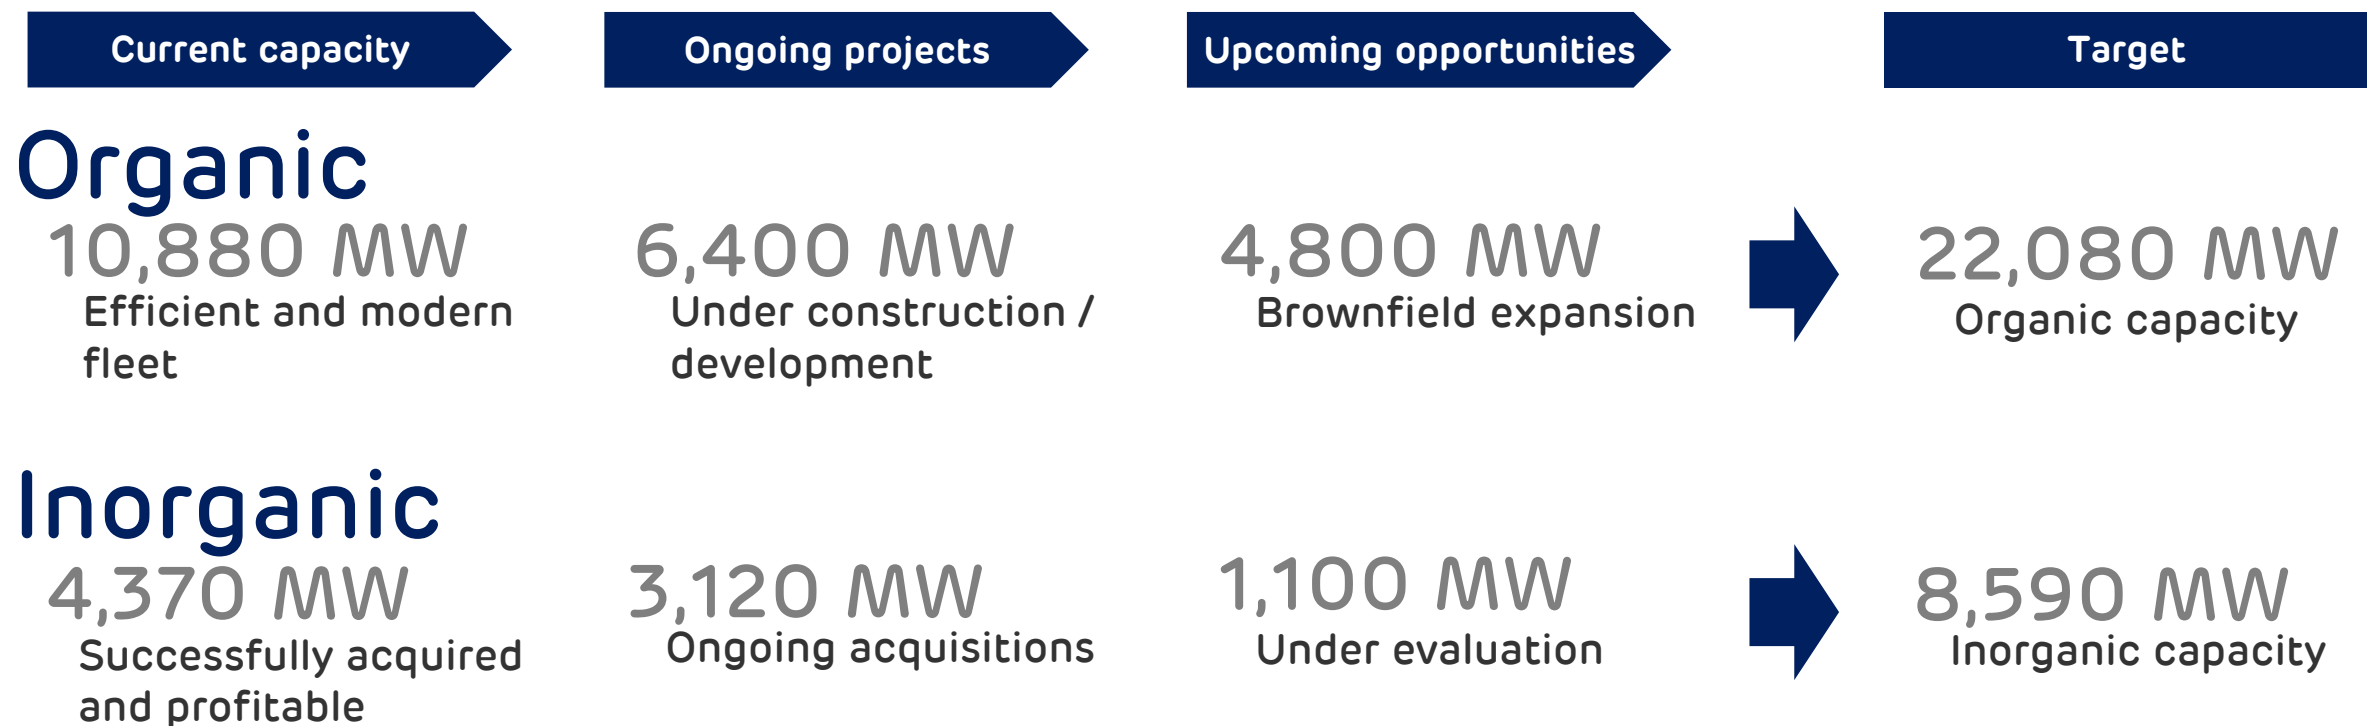 Current capacity
Ongoing projects
Upcoming opportunities
Target
Organic
10,880 MW
Efficient and modern
fleet
6,400 MW
Under construction /
development
4,800 MW
Brownfield expansion
22,080 MW
Organic capacity
Inorganic
4,370 MW
Successfully acquired
and profitable
3,120 MW
Ongoing acquisitions
1,100 MW
Under evaluation
8,590 MW
Inorganic capacity